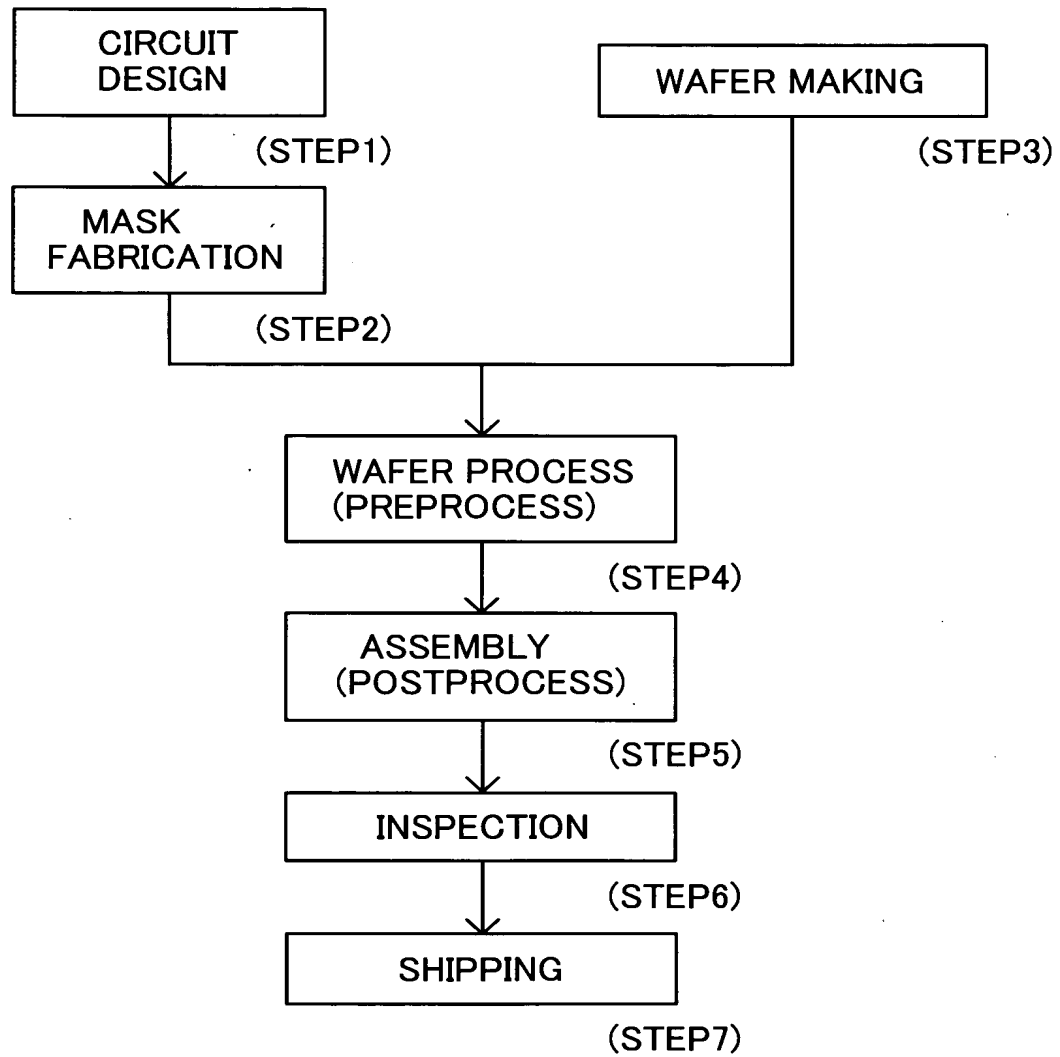 CIRCUIT
DESIGN
(STEP1)
WAFER MAKING
(STEP3)
MASK
FABRICATION
(STEP2)
WAFER PROCESS
(PREPROCESS)
(STEP4)
ASSEMBLY
(POSTPROCESS)
(STEP5)
INSPECTION
(STEP6)
SHIPPING
(STEP7)